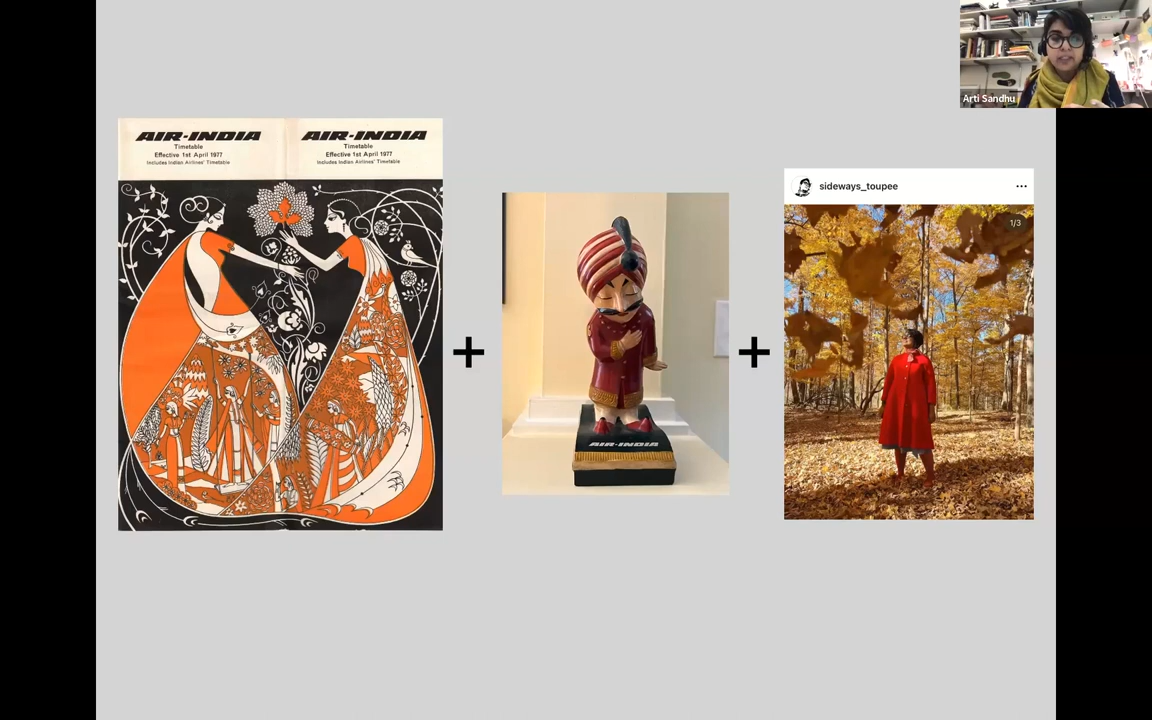 Arti Sandhu
AIR-INDIA
Timetable
Effective 1st April 1977
Includes Indian Airlines' Timetable
AIR-INDIA
Timetable
Effective 1st April 1977
Includes Indian Airlines' Timetable
AIR-INDIA
sideways_toupee
1/3